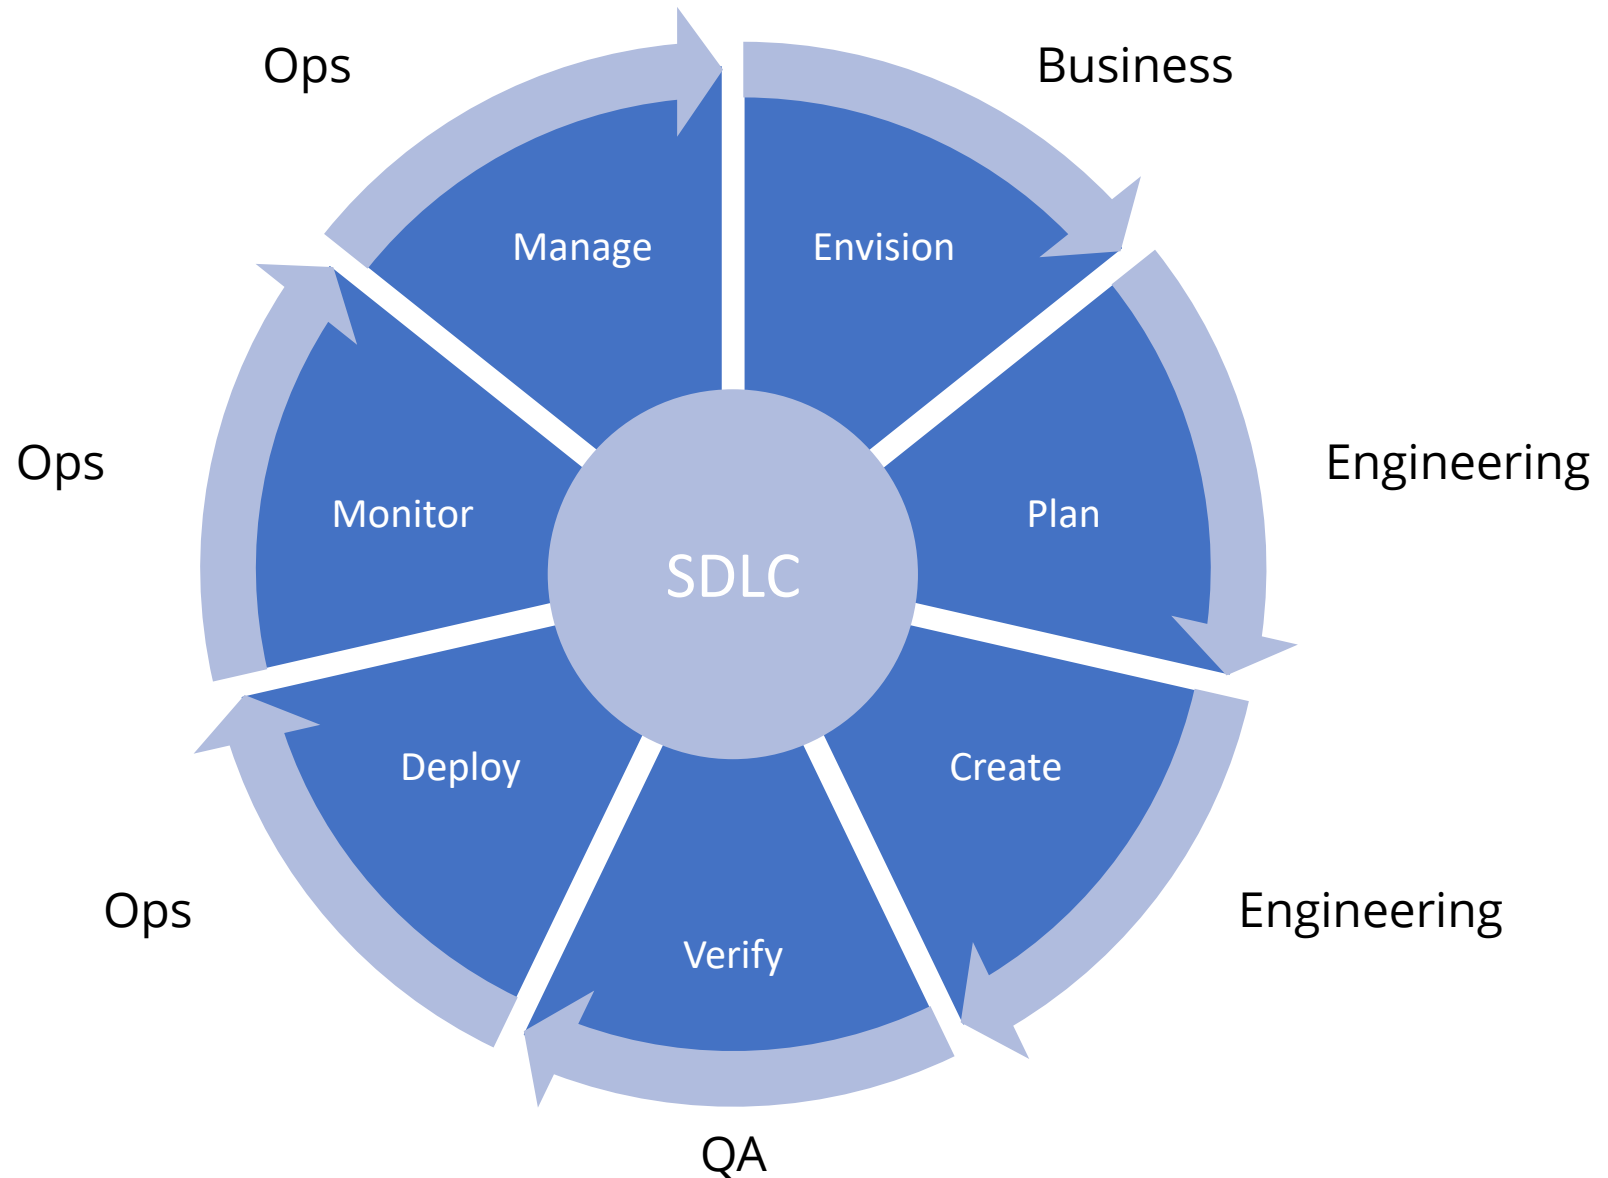 Ops
Business
Manage
Envision
Ops
Engineering
Monitor
Plan
SDLC
Deploy
Create
Ops
Engineering
Verify
QA